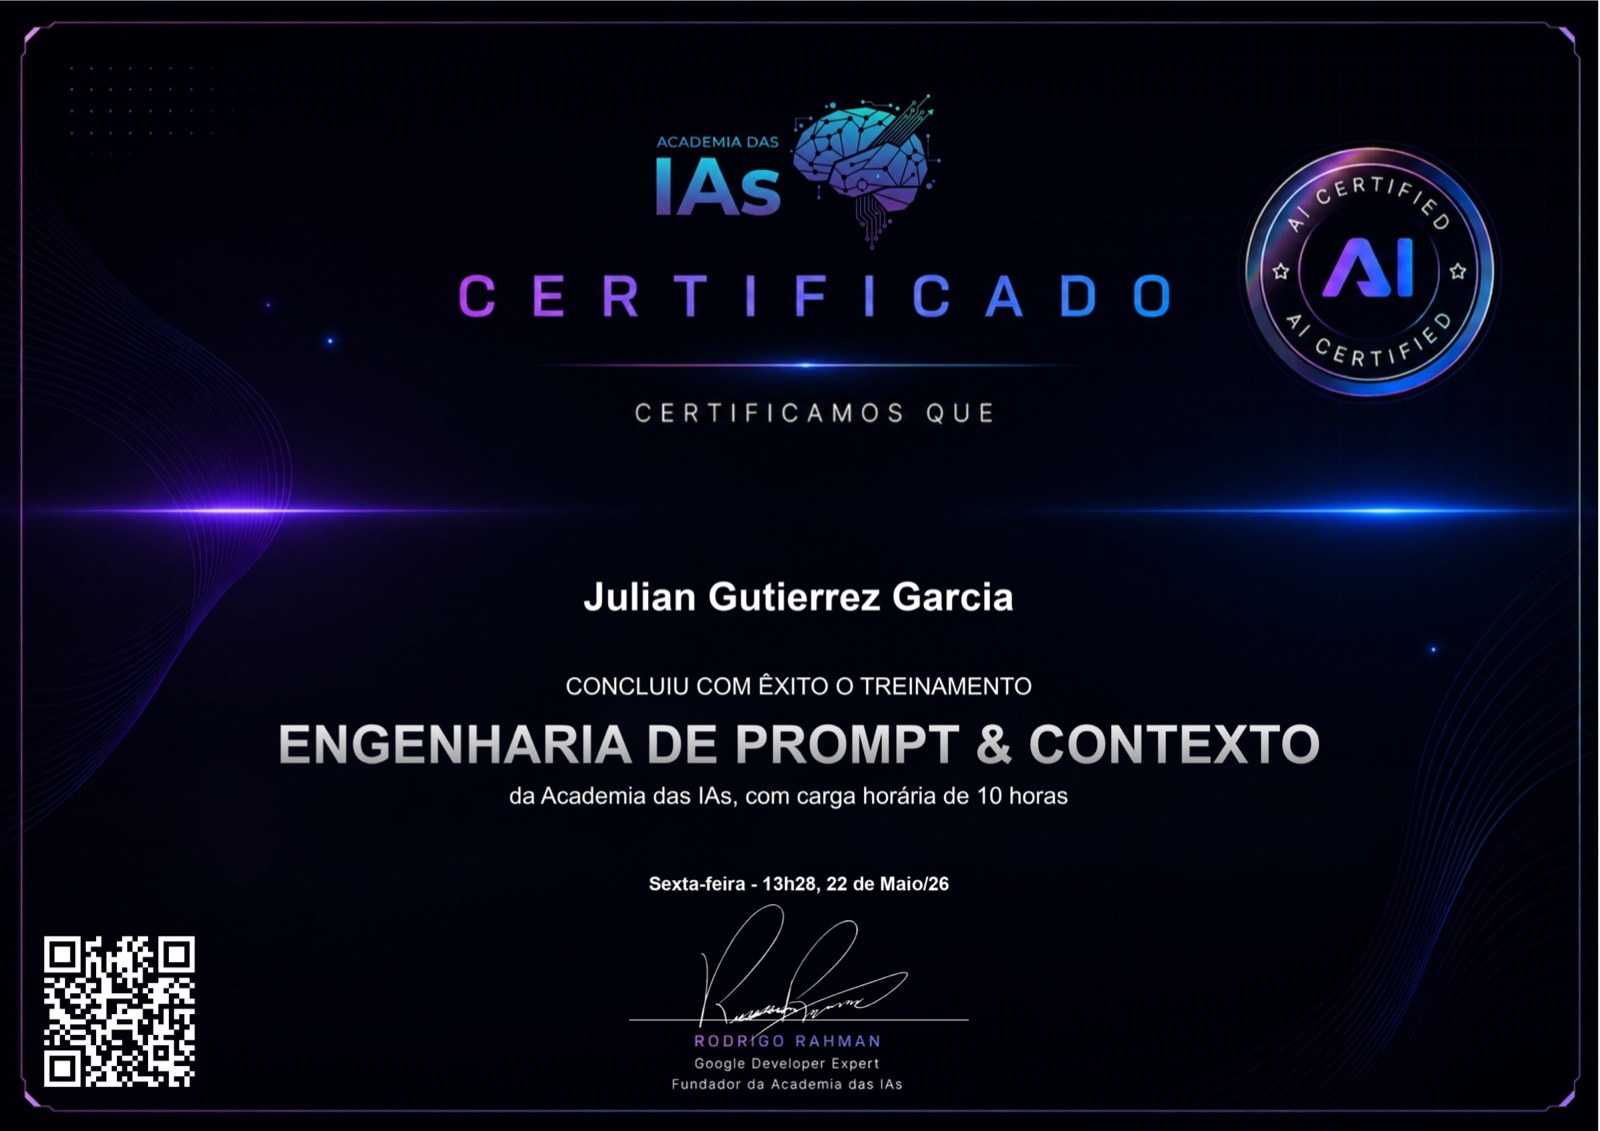 ACADEMIA DAS
IAs
CERTIFICADO
AI CERTIFIED
AI
AI CERTIFIED
CERTIFICAMOS QUE
Julian Gutierrez Garcia
CONCLUIU COM ÊXITO O TREINAMENTO
ENGENHARIA DE PROMPT & CONTEXTO
da Academia das IAs, com carga horária de 10 horas
Sexta-feira - 13h28, 22 de Maio/26
RODRIGO RAHMAN
Google Developer Expert
Fundador da Academia das IAs